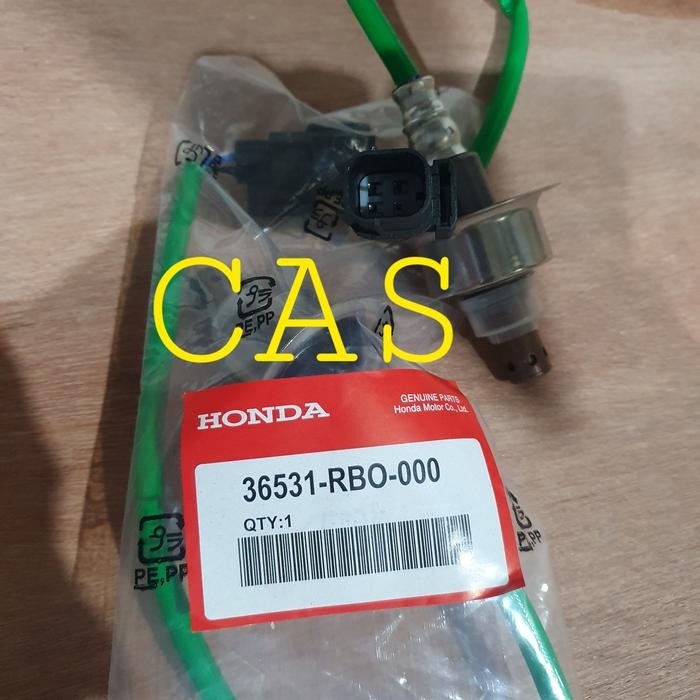 CAS
PE,PP
HONDA
GENUINE PARTS
Honda Motor Co., Ltd.
36531-RBO-000
QTY:1
PE,PP